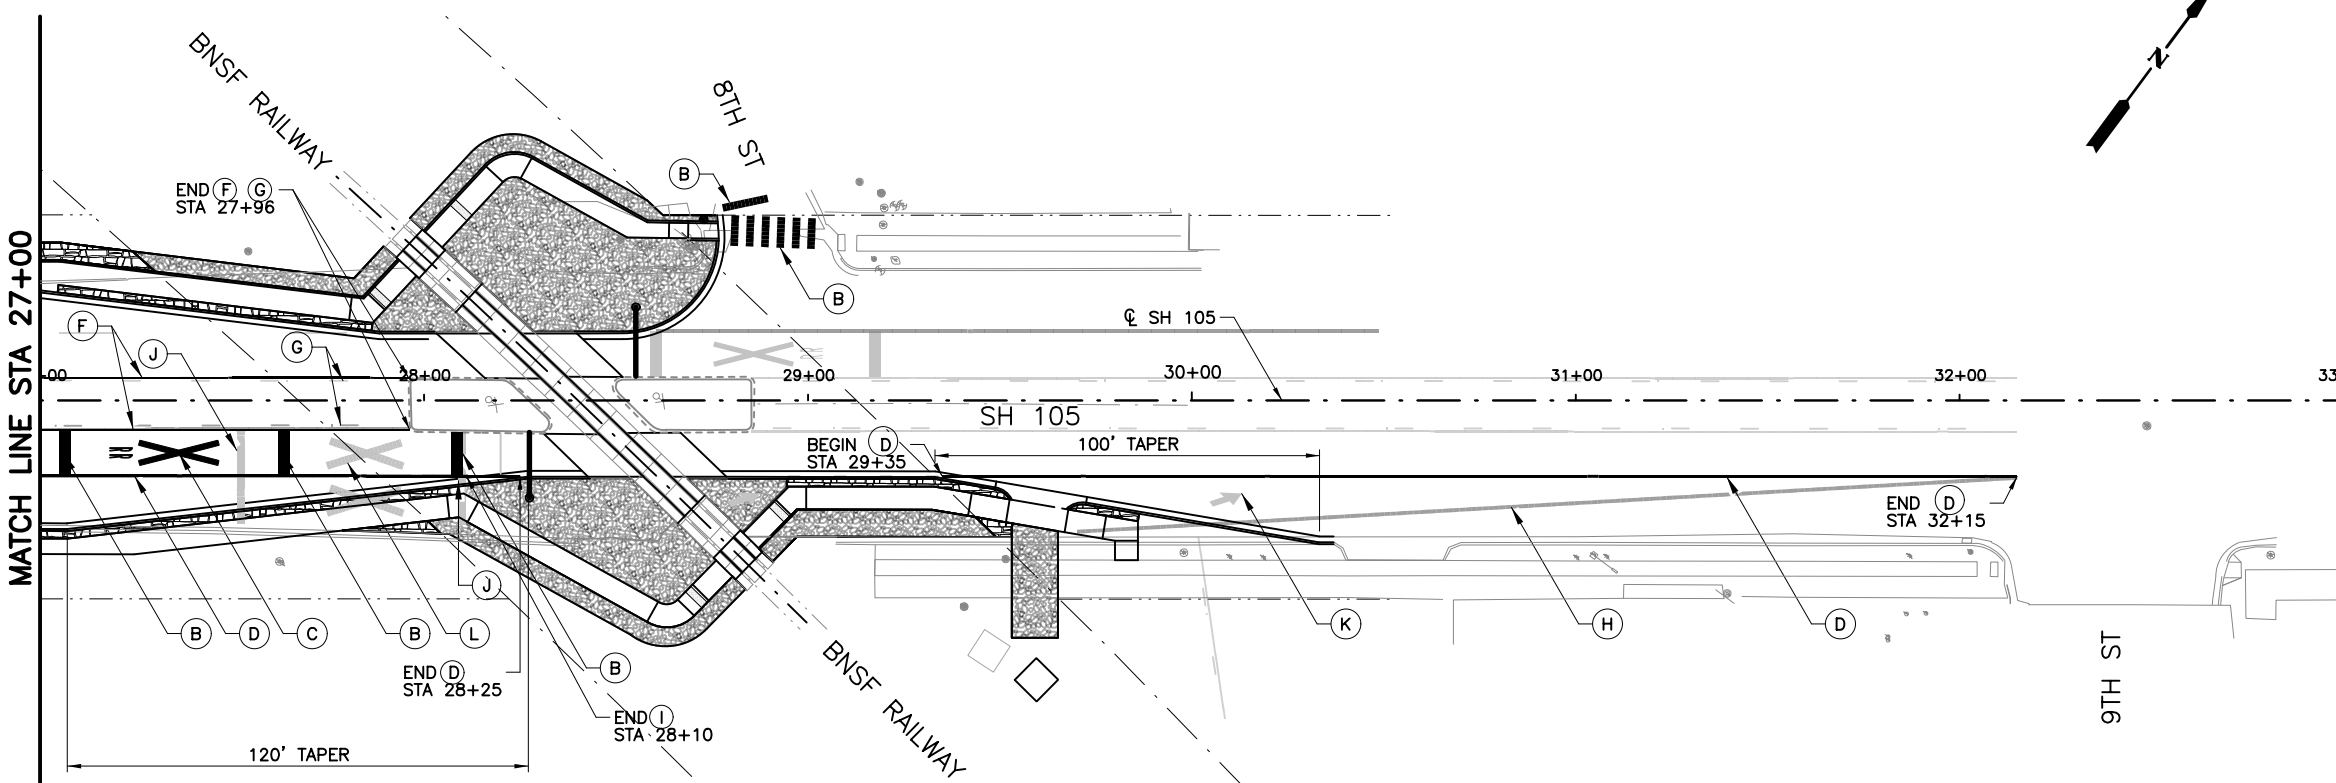 N
BNSF RAILWAY
8TH ST
B
END F G
STA 27+96
B
MATCH LINE STA 27+00
F
J
G
℄ SH 105
00
28+00
29+00
30+00
31+00
32+00
33
SH 105
RR
BEGIN D
STA 29+35
100' TAPER
END D
STA 32+15
J
B
D
C
B
L
K
H
D
END D
STA 28+25
B
BNSF RAILWAY
9TH ST
END I
STA 28+10
120' TAPER